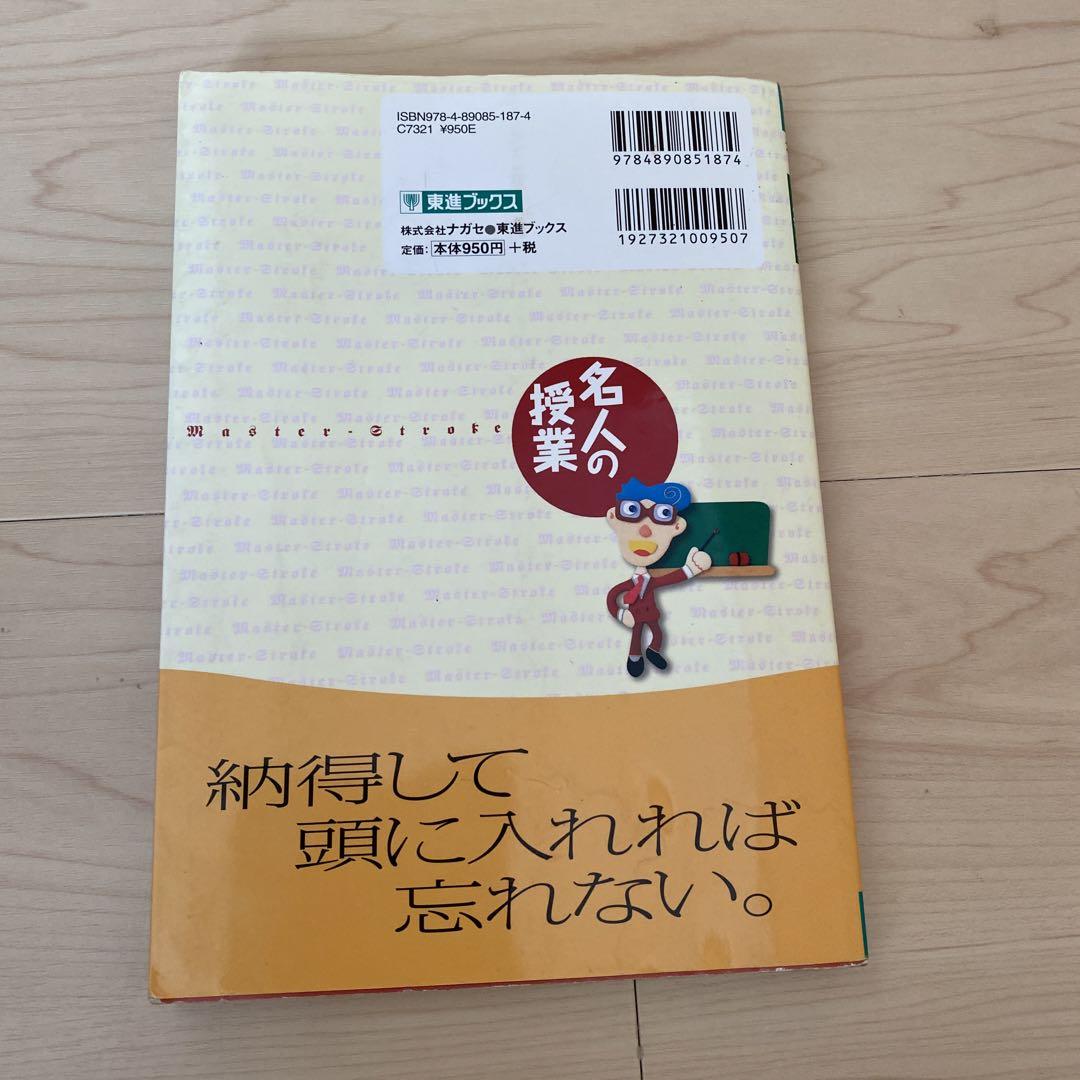 ISBN978-4-89085-187-4
C7321 ¥950E
9784890851874
東進ブックス
株式会社ナガセ●東進ブックス
定価: 本体950円 +税
1927321009507
名人の
授業
Master-Stroke
納得して
頭に入れれば
忘れない。